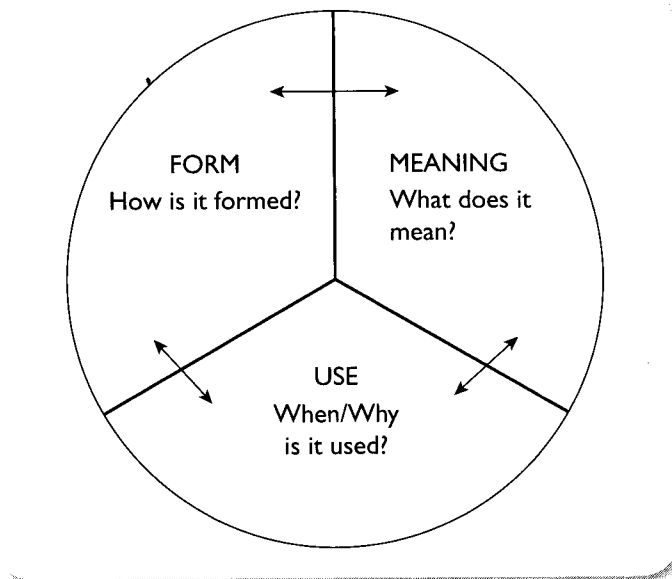 FORM
How is it formed?
MEANING
What does it
mean?
USE
When/Why
is it used?